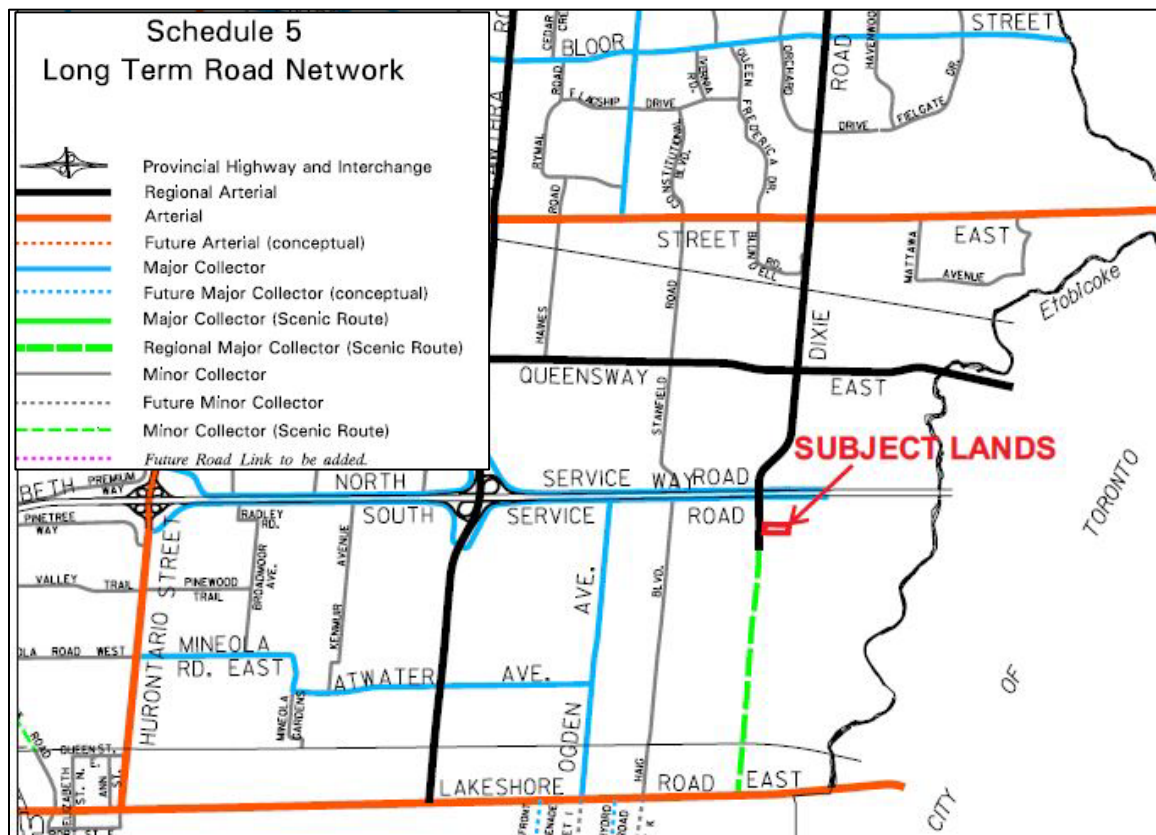 Schedule 5
Long Term Road Network
Provincial Highway and Interchange
Regional Arterial
Arterial
Future Arterial (conceptual)
Major Collector
Future Major Collector (conceptual)
Major Collector (Scenic Route)
Regional Major Collector (Scenic Route)
Minor Collector
Future Minor Collector
Minor Collector (Scenic Route)
Future Road Link to be added.
CEDAR
BLOOR
STREET
ROAD
ROAD
HAVENWOOD
ORCHARD
QUEEN FREDERICA DR.
FLAGSHIP DRIVE
DRIVE
FIELGATE DR.
RYMAL
ROAD
CONSTITUTIONAL BLVD.
STREET
EAST
RD.
MATTAWA
AVENUE
Etobicoke
HAINES
ROAD
DIXIE
QUEENSWAY
EAST
STANFIELD
SUBJECT LANDS
BETH
PREMIUM WAY
NORTH
SERVICE
WAY
ROAD
SOUTH
SERVICE
ROAD
PINETREE WAY
RADLEY RD.
TORONTO
VALLEY TRAIL
PINEWOOD TRAIL
BROADMOOR AVE.
KENMUIR AVENUE
HURONTARIO STREET
AVE.
BLVD.
OLA ROAD WEST
MINEOLA
RD. EAST
ATWATER
AVE.
MINEOLA GARDENS
OF
OGDEN
ROAD
QUEEN ST.
ELIZABETH ST. N.
ANN ST.
LAKESHORE
ROAD
EAST
HAIG
CITY
FRONT
ROAD
K